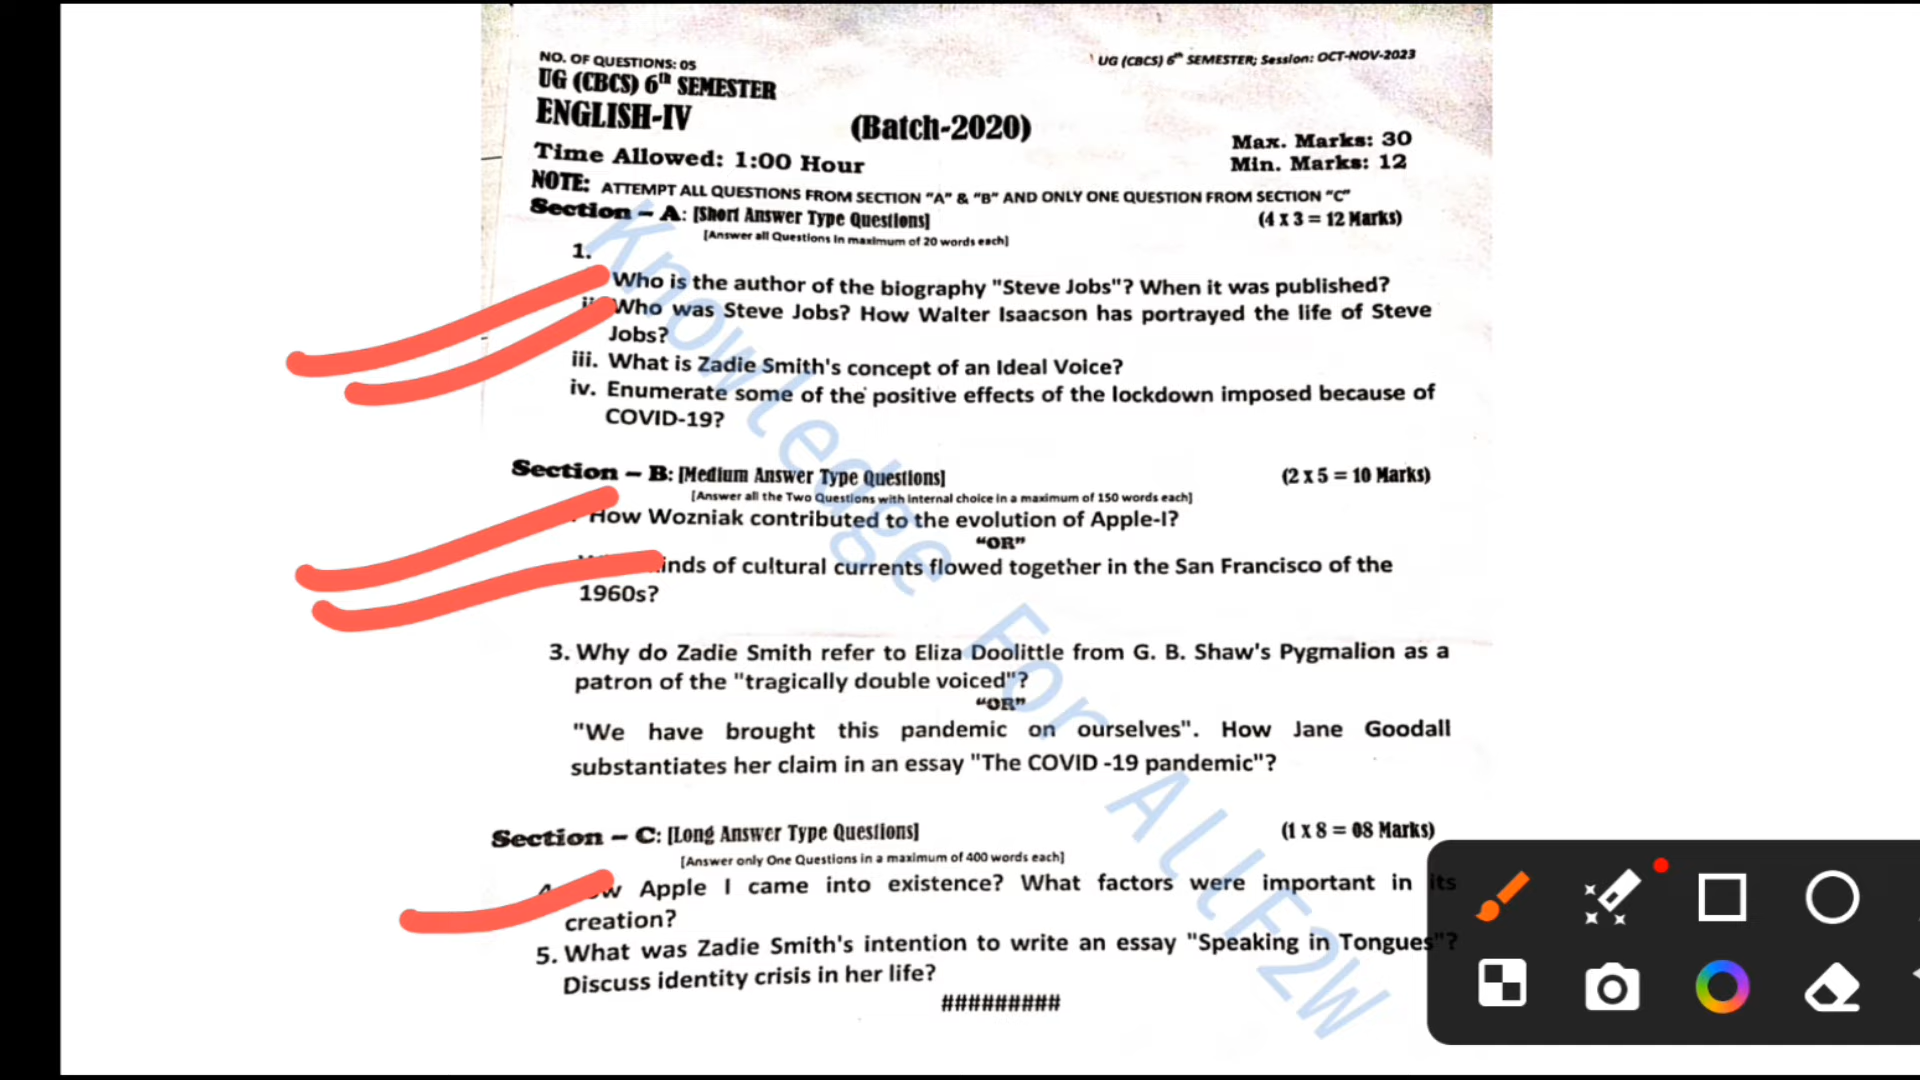 NO. OF QUESTIONS: 05
UG (CBCS) 6th SEMESTER; Session: OCT-NOV-2023
UG (CBCS) 6th SEMESTER
ENGLISH-IV
(Batch-2020)
Max. Marks: 30
Time Allowed: 1:00 Hour
Min. Marks: 12
NOTE: ATTEMPT ALL QUESTIONS FROM SECTION "A" & "B" AND ONLY ONE QUESTION FROM SECTION "C"
Section – A: [Short Answer Type Questions]
(4 x 3 = 12 Marks)
[Answer all Questions in maximum of 20 words each]
1.
Who is the author of the biography "Steve Jobs"? When it was published?
Who was Steve Jobs? How Walter Isaacson has portrayed the life of Steve
Jobs?
iii. What is Zadie Smith's concept of an Ideal Voice?
iv. Enumerate some of the positive effects of the lockdown imposed because of
COVID-19?
Section – B: [Medium Answer Type Questions]
(2 x 5 = 10 Marks)
[Answer all the Two Questions with internal choice in a maximum of 150 words each]
How Wozniak contributed to the evolution of Apple-I?
"OR"
inds of cultural currents flowed together in the San Francisco of the
1960s?
3. Why do Zadie Smith refer to Eliza Doolittle from G. B. Shaw's Pygmalion as a
patron of the "tragically double voiced"?
"OR"
"We have brought this pandemic on ourselves". How Jane Goodall
substantiates her claim in an essay "The COVID -19 pandemic"?
Section – C: [Long Answer Type Questions]
(1 x 8 = 08 Marks)
[Answer only One Questions in a maximum of 400 words each]
Apple I came into existence? What factors were important in its
creation?
5. What was Zadie Smith's intention to write an essay "Speaking in Tongues"?
Discuss identity crisis in her life?
#########
Knowledge For AllF2W